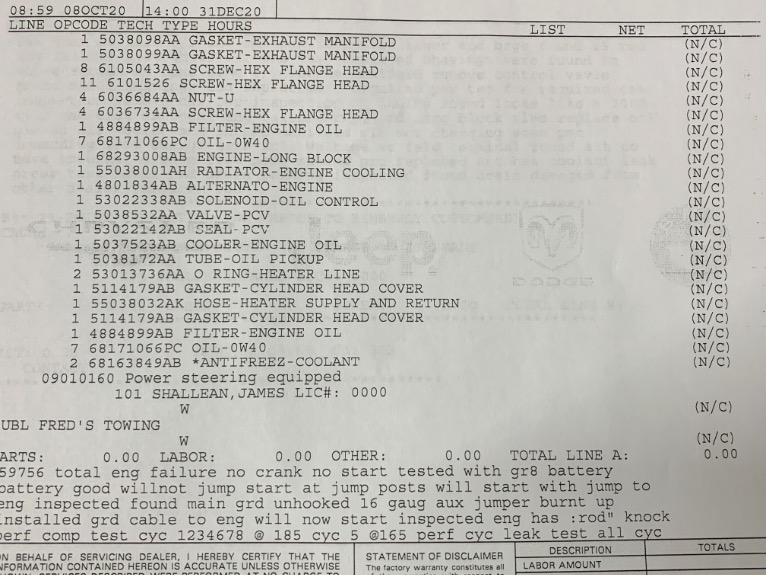 08:59 08OCT20 14:00 31DEC20
LINE OPCODE TECH TYPE HOURS LIST NET TOTAL
1 5038098AA GASKET-EXHAUST MANIFOLD (N/C)
1 5038099AA GASKET-EXHAUST MANIFOLD (N/C)
8 6105043AA SCREW-HEX FLANGE HEAD (N/C)
11 6101526 SCREW-HEX FLANGE HEAD (N/C)
4 6036684AA NUT-U (N/C)
4 6036734AA SCREW-HEX FLANGE HEAD (N/C)
1 4884899AB FILTER-ENGINE OIL (N/C)
7 68171066PC OIL-0W40 (N/C)
1 68293008AB ENGINE-LONG BLOCK (N/C)
1 55038001AH RADIATOR-ENGINE COOLING (N/C)
1 4801834AB ALTERNATO-ENGINE (N/C)
1 53022338AB SOLENOID-OIL CONTROL (N/C)
1 5038532AA VALVE-PCV (N/C)
1 53022142AB SEAL-PCV (N/C)
1 5037523AB COOLER-ENGINE OIL (N/C)
1 5038172AA TUBE-OIL PICKUP (N/C)
2 53013736AA O RING-HEATER LINE (N/C)
1 5114179AB GASKET-CYLINDER HEAD COVER (N/C)
1 55038032AK HOSE-HEATER SUPPLY AND RETURN (N/C)
1 5114179AB GASKET-CYLINDER HEAD COVER (N/C)
1 4884899AB FILTER-ENGINE OIL (N/C)
7 68171066PC OIL-0W40 (N/C)
2 68163849AB *ANTIFREEZ-COOLANT (N/C)
09010160 Power steering equipped
101 SHALLEAN,JAMES LIC#: 0000
W (N/C)
UBL FRED'S TOWING
W (N/C)
ARTS: 0.00 LABOR: 0.00 OTHER: 0.00 TOTAL LINE A: 0.00
59756 total eng failure no crank no start tested with gr8 battery
battery good willnot jump start at jump posts will start with jump to
eng inspected found main grd unhooked 16 gaug aux jumper burnt up
installed grd cable to eng will now start inspected eng has :rod" knock
perf comp test cyc 1234678 @ 185 cyc 5 @165 perf cyc leak test all cyc
ON BEHALF OF SERVICING DEALER, I HEREBY CERTIFY THAT THE
INFORMATION CONTAINED HEREON IS ACCURATE UNLESS OTHERWISE
STATEMENT OF DISCLAIMER
The factory warranty constitutes all
DESCRIPTION TOTALS
LABOR AMOUNT